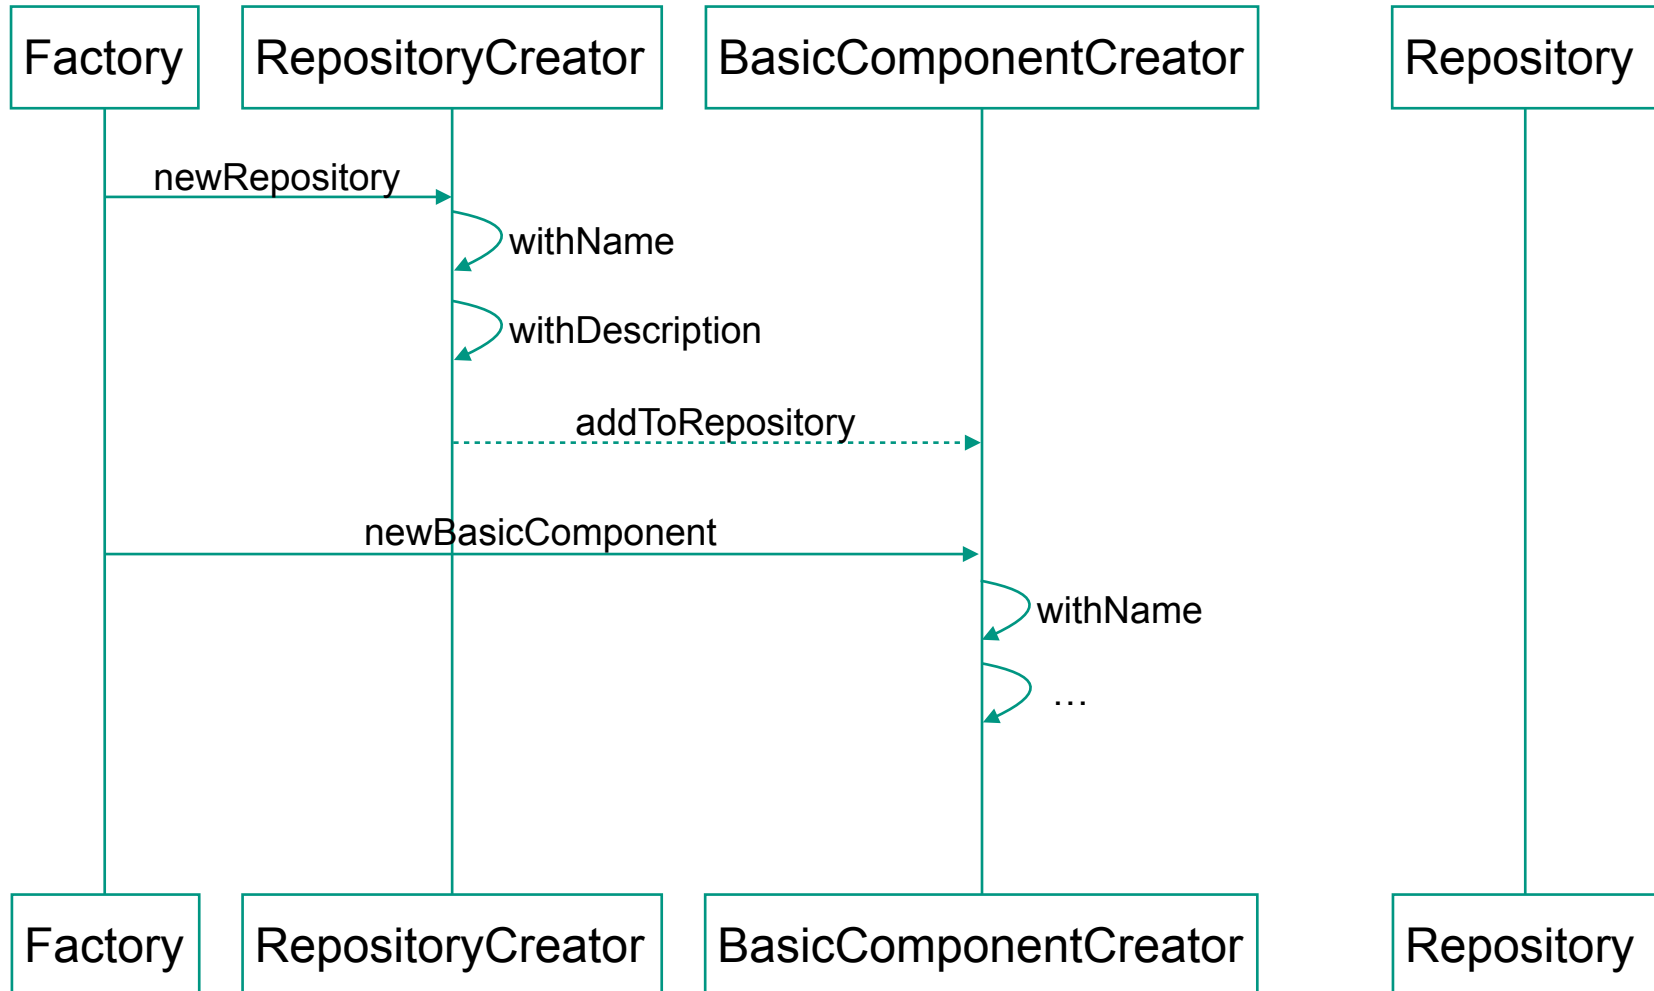 Factory
RepositoryCreator
BasicComponentCreator
Repository
newRepository
withName
withDescription
addToRepository
newBasicComponent
withName
…
Factory
RepositoryCreator
BasicComponentCreator
Repository